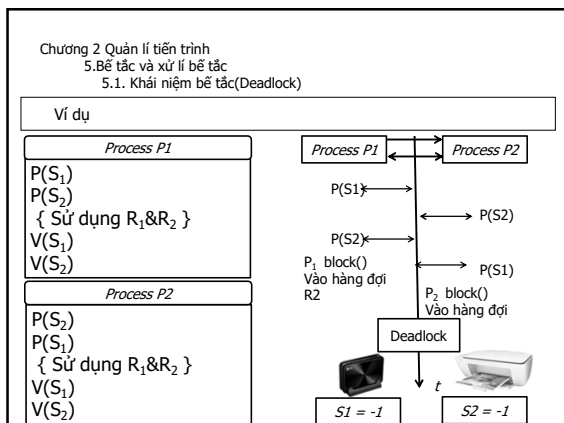 Chương 2 Quản lí tiến trình
5.Bế tắc và xử lí bế tắc
5.1. Khái niệm bế tắc(Deadlock)
Ví dụ
Process P1
P(S₁)
P(S₂)
{ Sử dụng R₁&R₂ }
V(S₁)
V(S₂)
Process P2
P(S₂)
P(S₁)
{ Sử dụng R₁&R₂ }
V(S₁)
V(S₂)
Process P1
Process P2
P(S1)
P(S2)
P(S2)
P(S1)
P₁ block()
Vào hàng đợi
R2
P₂ block()
Vào hàng đợi
Deadlock
t
S1 = -1
S2 = -1